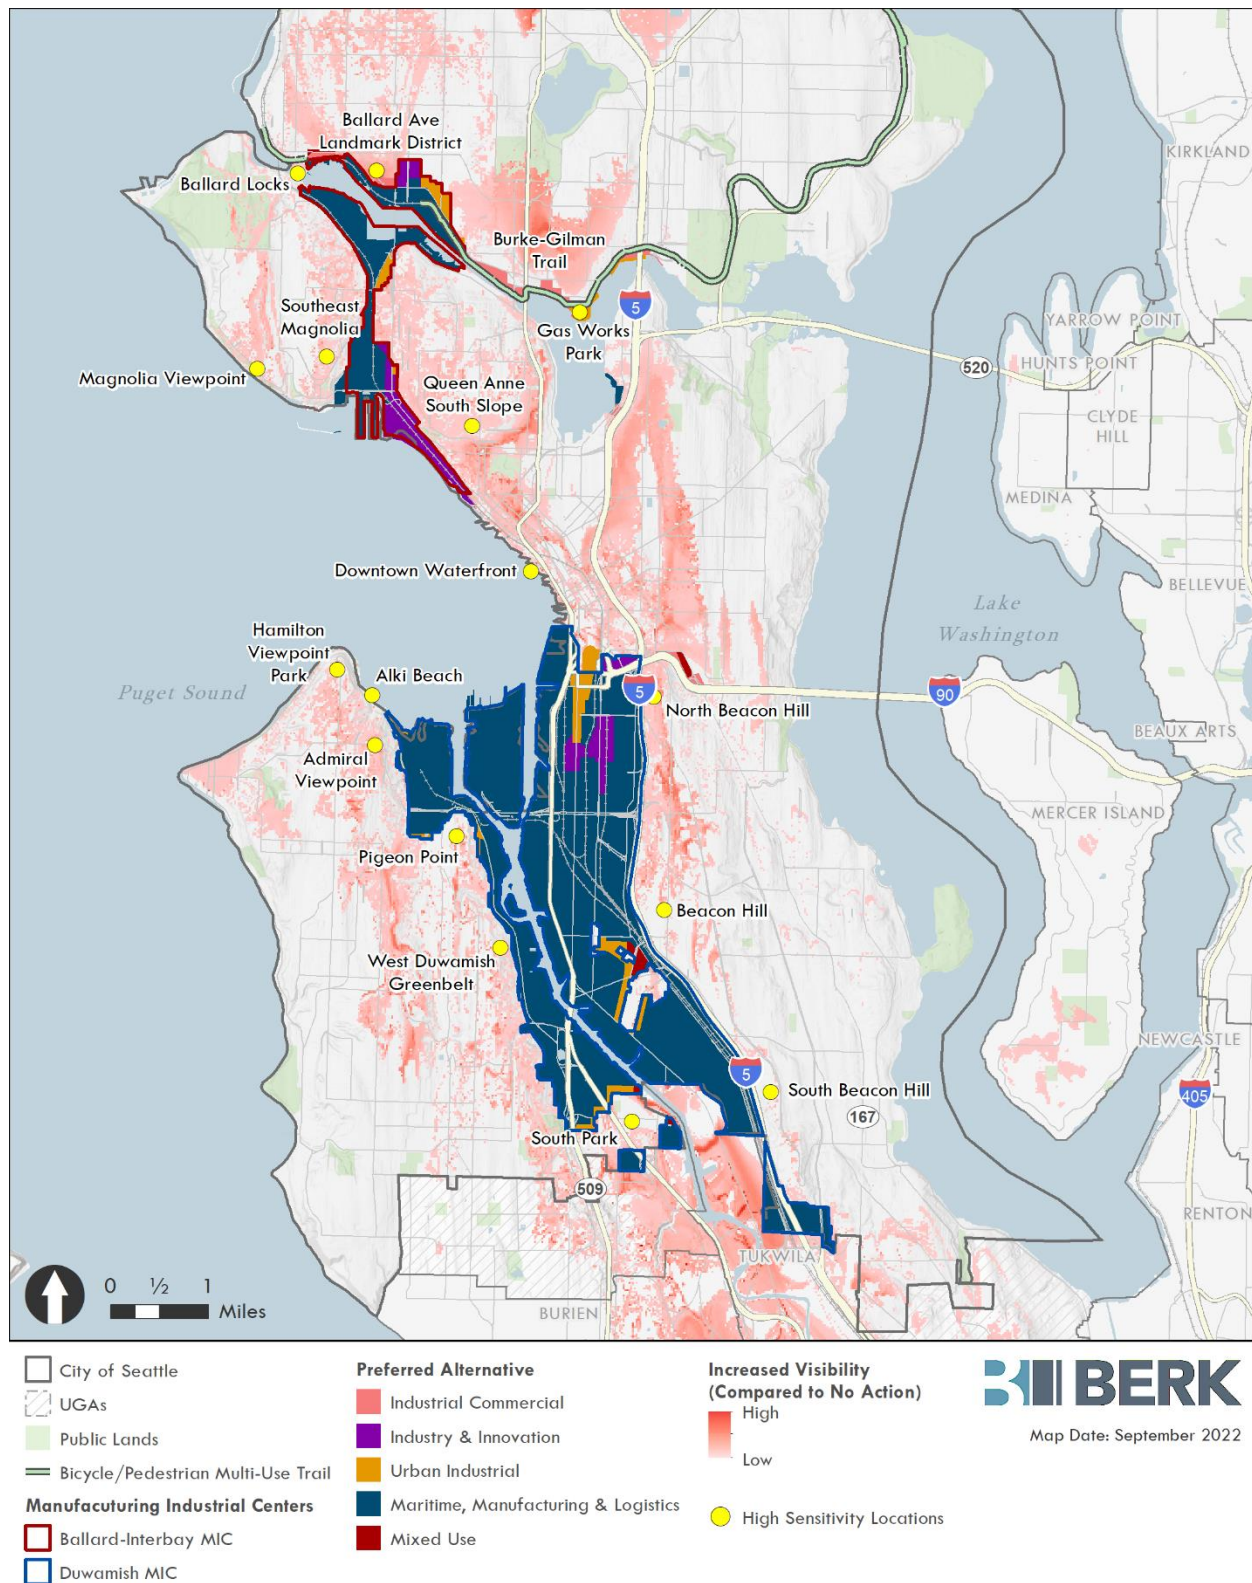 KIRKLAND
Ballard Ave
Landmark District
Ballard Locks
Burke-Gilman
Trail
5
Gas Works
Park
Southeast
Magnolia
Magnolia Viewpoint
Queen Anne
South Slope
YARROW POINT
HUNTS POINT
520
CLYDE
HILL
MEDINA
Downtown Waterfront
BELLEVUE
Lake
Washington
Hamilton
Viewpoint
Park
Alki Beach
Puget Sound
5
North Beacon Hill
90
BEAUX ARTS
Admiral
Viewpoint
MERCER ISLAND
Pigeon Point
Beacon Hill
West Duwamish
Greenbelt
NEWCASTLE
5
South Beacon Hill
405
167
South Park
509
RENTON
TUKWILA
BURIEN
0 ½ 1
Miles
City of Seattle
UGAs
Public Lands
Bicycle/Pedestrian Multi-Use Trail
Manufacuturing Industrial Centers
Ballard-Interbay MIC
Duwamish MIC
Preferred Alternative
Industrial Commercial
Industry & Innovation
Urban Industrial
Maritime, Manufacturing & Logistics
Mixed Use
Increased Visibility
(Compared to No Action)
High
Low
High Sensitivity Locations
BERK
Map Date: September 2022